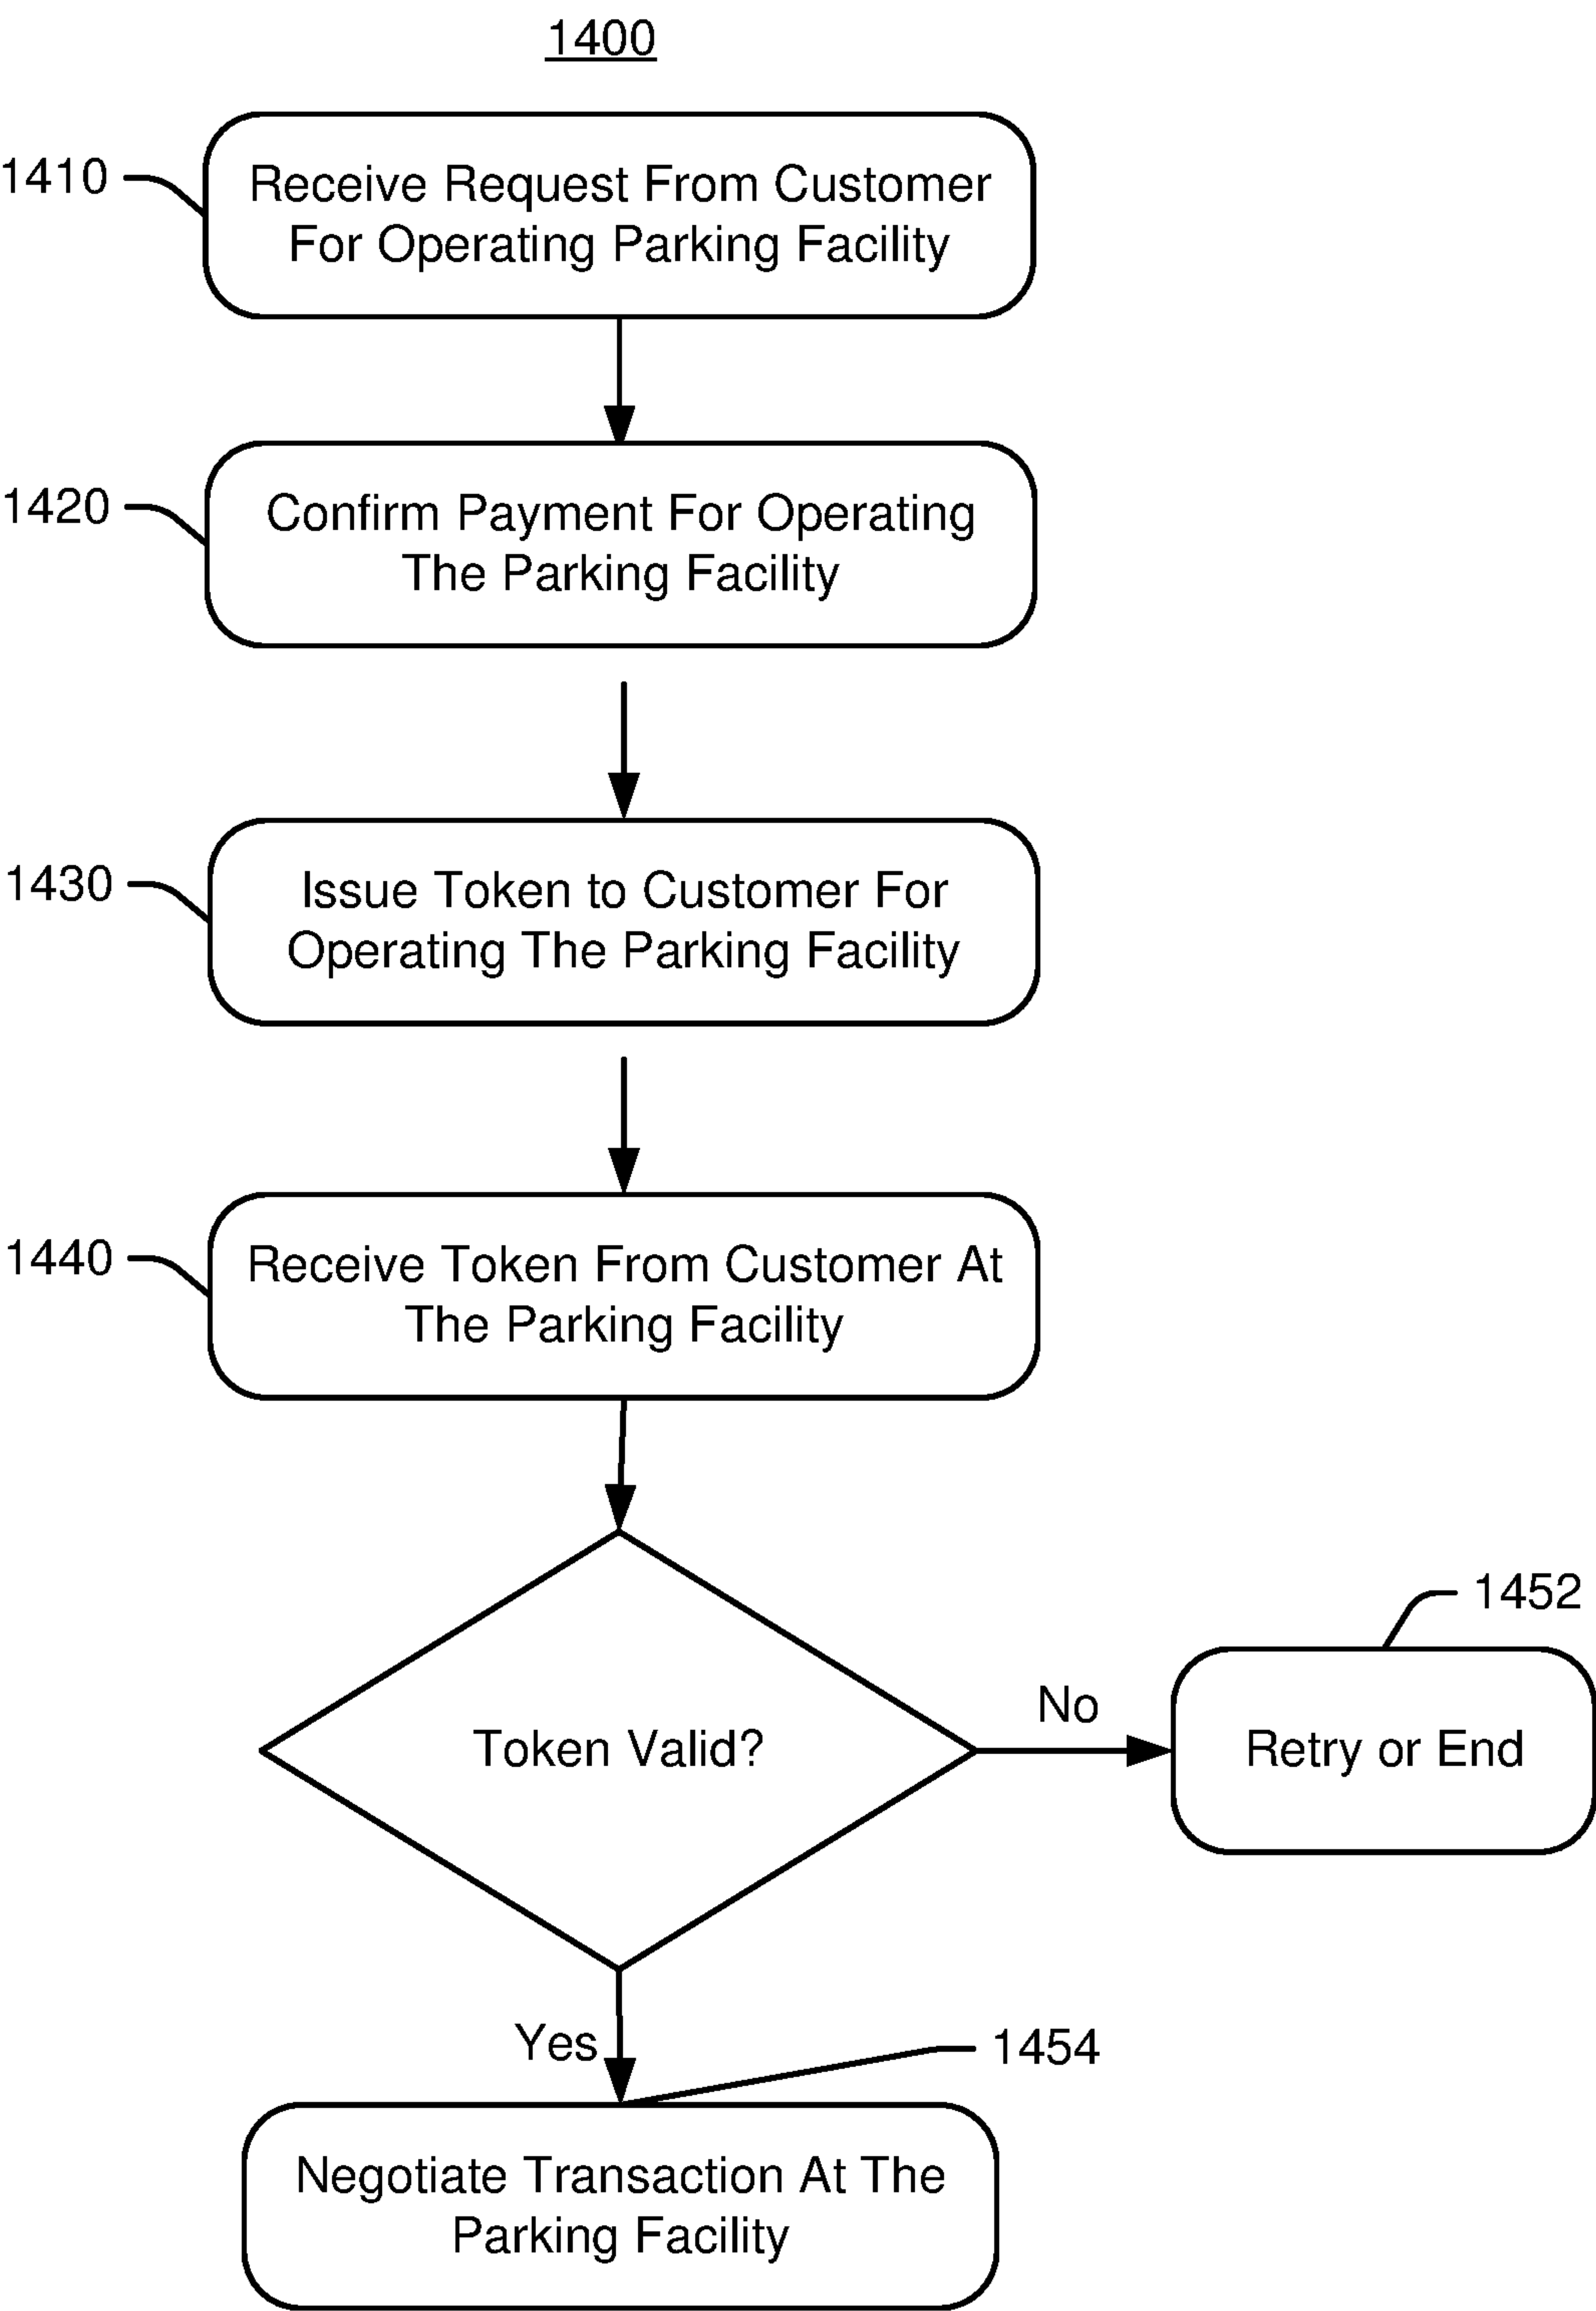 1400
1410
Receive Request From Customer
For Operating Parking Facility
1420
Confirm Payment For Operating
The Parking Facility
1430
Issue Token to Customer For
Operating The Parking Facility
1440
Receive Token From Customer At
The Parking Facility
Token Valid?
No
1452
Retry or End
Yes
1454
Negotiate Transaction At The
Parking Facility